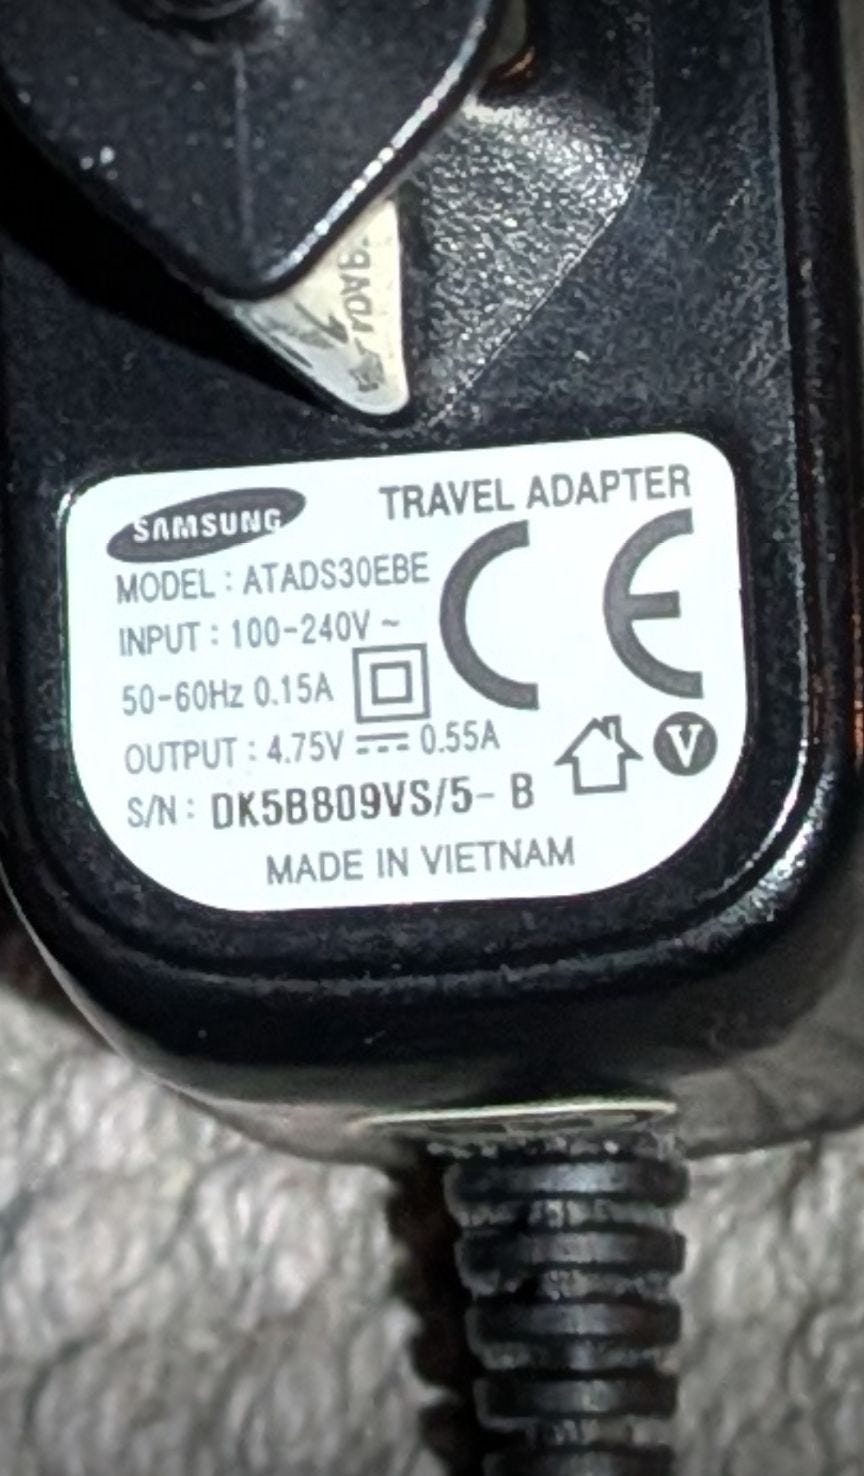 SAMSUNG
TRAVEL ADAPTER
MODEL : ATADS30EBE
INPUT : 100-240V ~
50-60Hz 0.15A
OUTPUT : 4.75V ⎓ 0.55A
S/N : DK5B809VS/5- B
MADE IN VIETNAM
CE
V